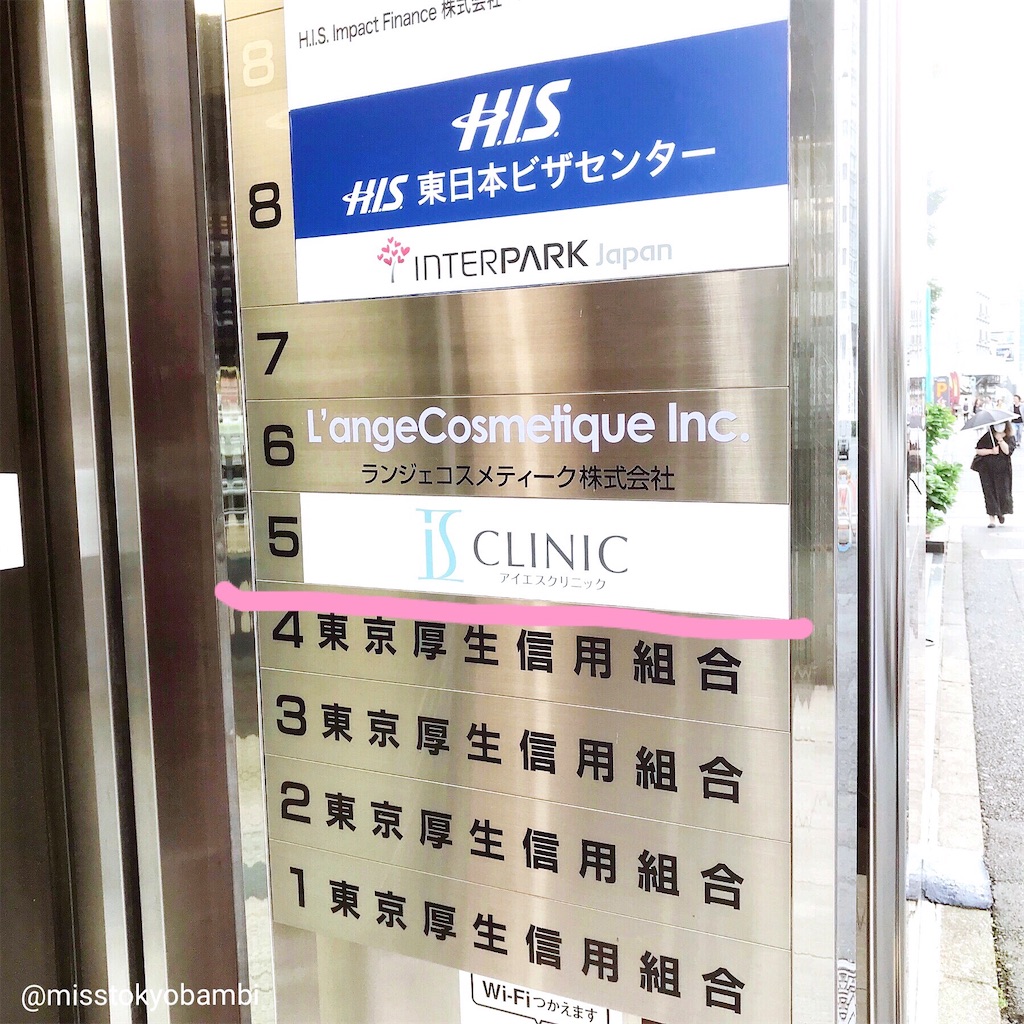 H.I.S. Impact Finance 株式会社
8
H.I.S.
8
H.I.S. 東日本ビザセンター
INTERPARK Japan
7
6
L'angeCosmetique Inc.
ランジェコスメティーク株式会社
5
iS CLINIC
アイエスクリニック
4 東京厚生信用組合
3 東京厚生信用組合
2 東京厚生信用組合
1 東京厚生信用組合
Wi-Fiつかえます
P
@misstokyobambi